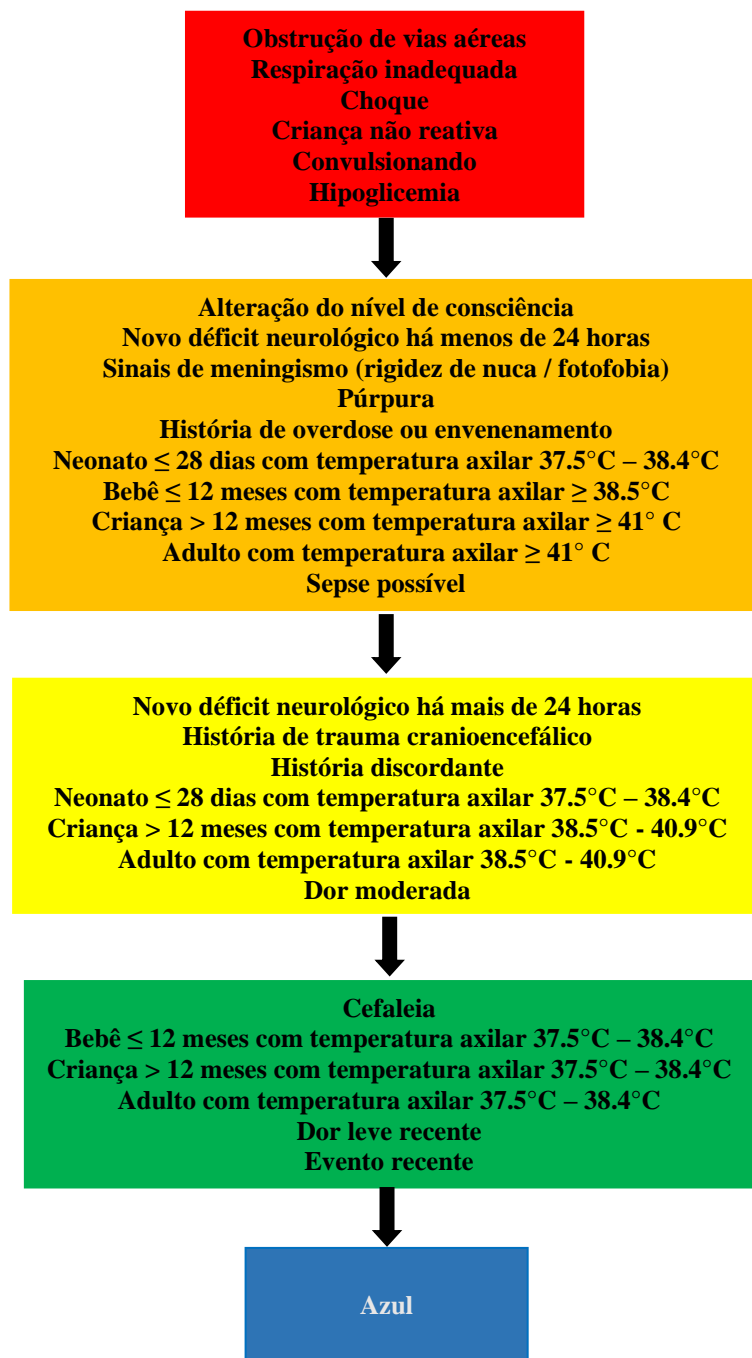 Obstrução de vias aéreas
Respiração inadequada
Choque
Criança não reativa
Convulsionando
Hipoglicemia
Alteração do nível de consciência
Novo déficit neurológico há menos de 24 horas
Sinais de meningismo (rigidez de nuca / fotofobia)
Púrpura
História de overdose ou envenenamento
Neonato ≤ 28 dias com temperatura axilar 37.5°C – 38.4°C
Bebê ≤ 12 meses com temperatura axilar ≥ 38.5°C
Criança > 12 meses com temperatura axilar ≥ 41° C
Adulto com temperatura axilar ≥ 41° C
Sepse possível
Novo déficit neurológico há mais de 24 horas
História de trauma cranioencefálico
História discordante
Neonato ≤ 28 dias com temperatura axilar 37.5°C – 38.4°C
Criança > 12 meses com temperatura axilar 38.5°C - 40.9°C
Adulto com temperatura axilar 38.5°C - 40.9°C
Dor moderada
Cefaleia
Bebê ≤ 12 meses com temperatura axilar 37.5°C – 38.4°C
Criança > 12 meses com temperatura axilar 37.5°C – 38.4°C
Adulto com temperatura axilar 37.5°C – 38.4°C
Dor leve recente
Evento recente
Azul